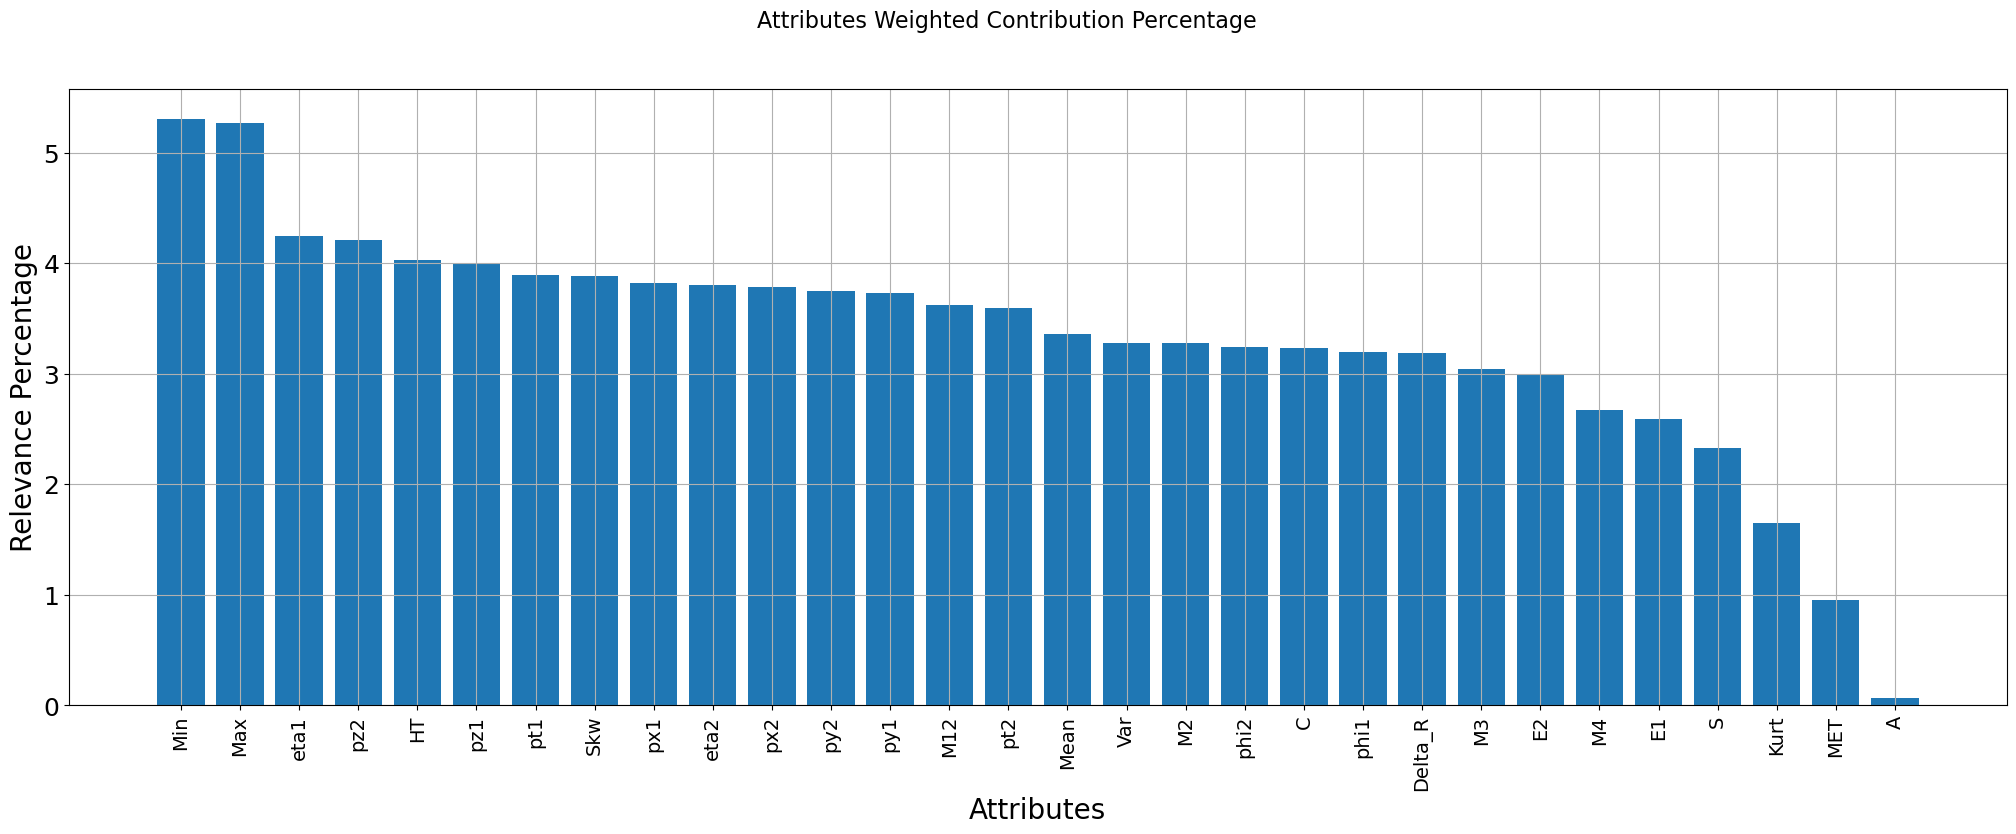 Attributes Weighted Contribution Percentage
Relevance Percentage
5
4
3
2
1
0
Min
Max
eta1
pz2
HT
pz1
pt1
Skw
px1
eta2
px2
py2
py1
M12
pt2
Mean
Var
M2
phi2
C
phi1
Delta_R
M3
E2
M4
E1
S
Kurt
MET
A
Attributes